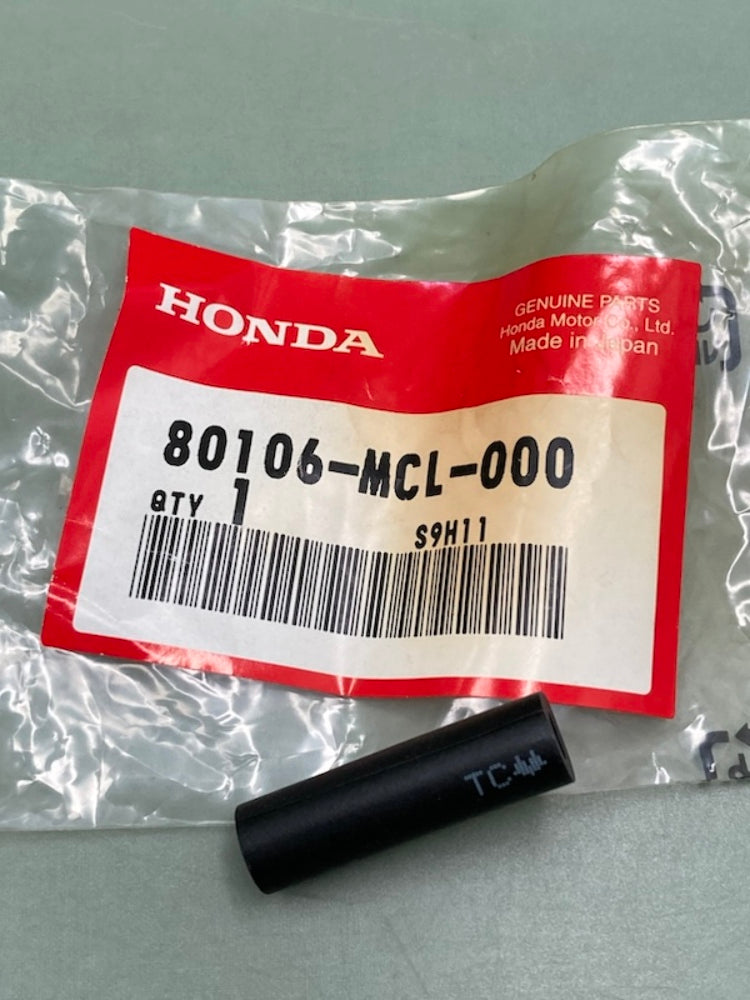 HONDA
GENUINE PARTS
Honda Motor Co., Ltd.
Made in Japan
80106-MCL-000
QTY 1
S9H11
TC